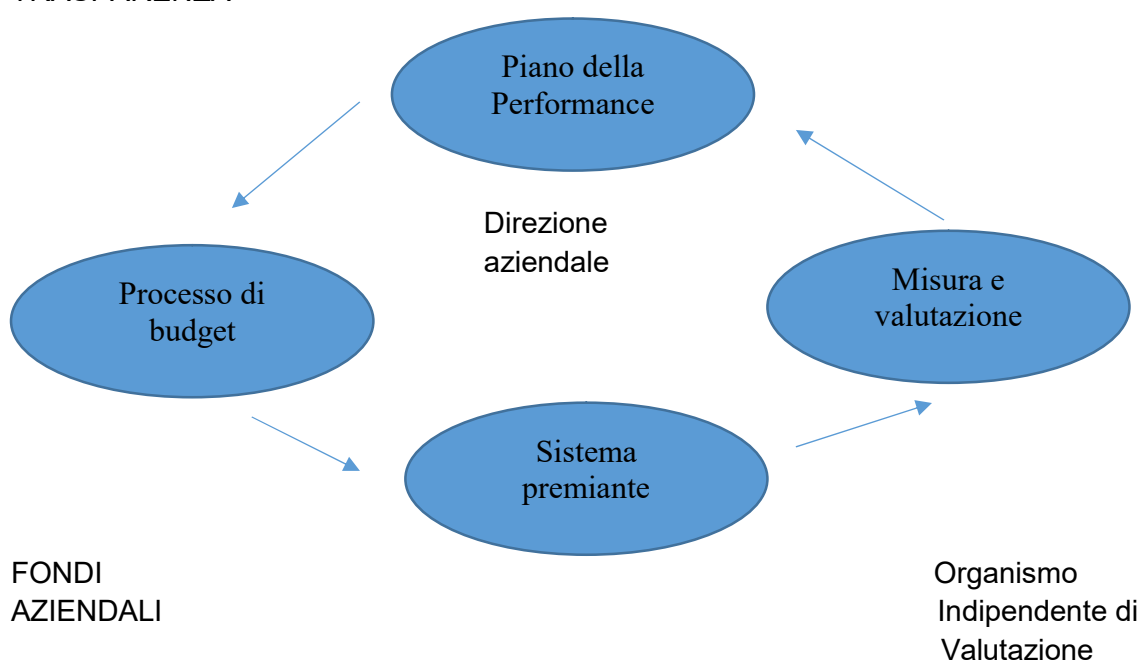 Piano della
Performance
Direzione
aziendale
Processo di
budget
Misura e
valutazione
Sistema
premiante
FONDI
AZIENDALI
Organismo
Indipendente di
Valutazione